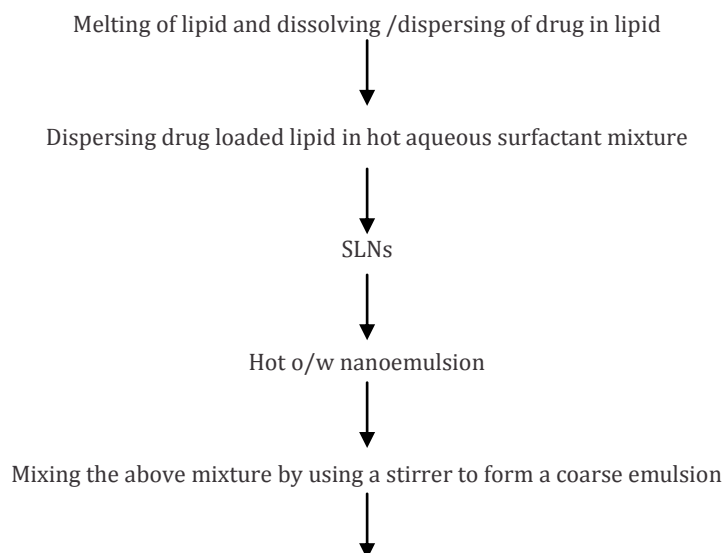 Melting of lipid and dissolving /dispersing of drug in lipid
Dispersing drug loaded lipid in hot aqueous surfactant mixture
SLNs
Hot o/w nanoemulsion
Mixing the above mixture by using a stirrer to form a coarse emulsion